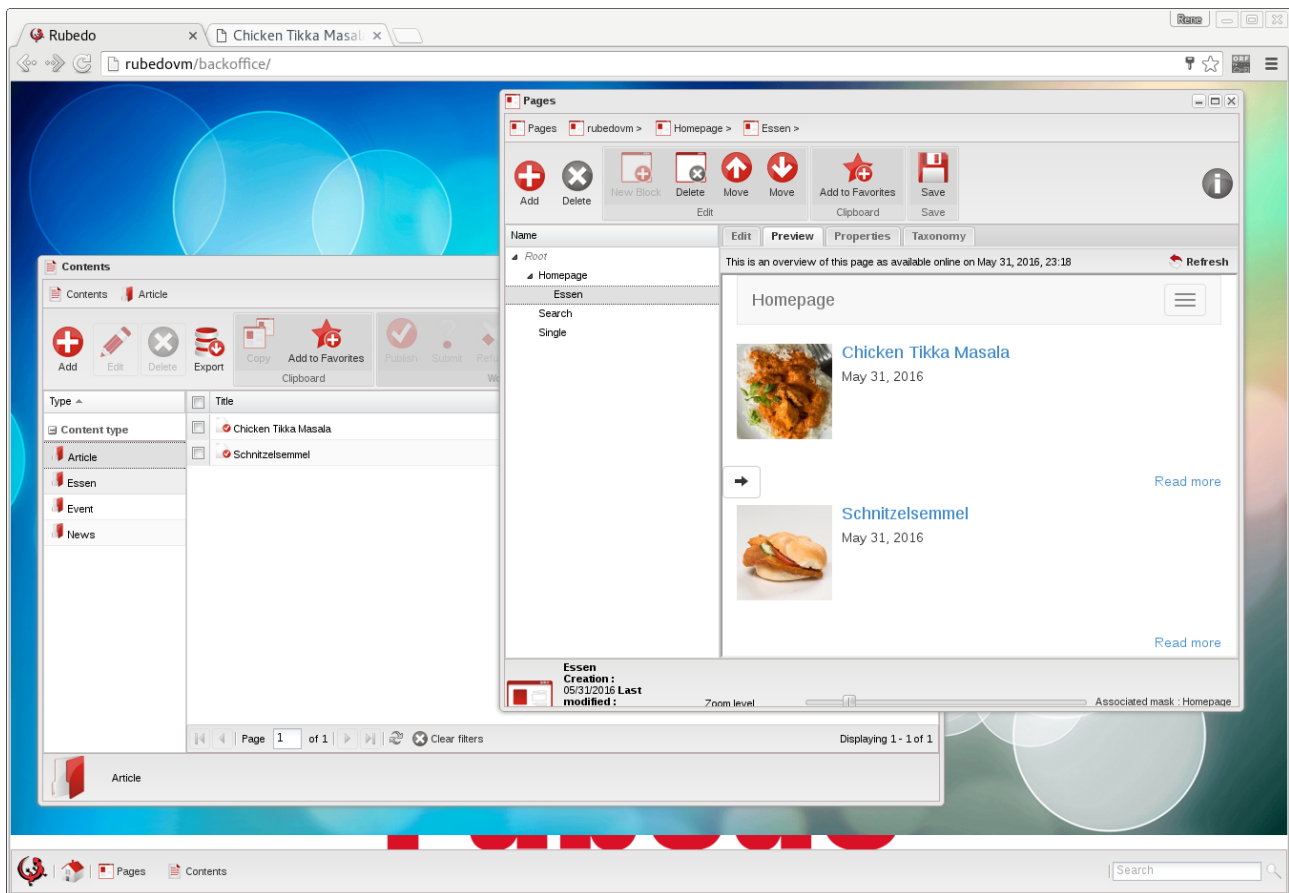 Rene
Rubedo
Chicken Tikka Masal
rubedovm/backoffice/
Pages
Pages rubedovm > Homepage > Essen >
Add Delete New Block Delete Move Move Add to Favorites Save
Edit Clipboard Save
Name
Root
Homepage
Essen
Search
Single
Edit Preview Properties Taxonomy
This is an overview of this page as available online on May 31, 2016, 23:18 Refresh
Homepage
Chicken Tikka Masala
May 31, 2016
Read more
Schnitzelsemmel
May 31, 2016
Read more
Essen
Creation :
05/31/2016 Last
modified :
Zoom level
Associated mask : Homepage
Contents
Contents Article
Add Edit Delete Export Copy Add to Favorites Publish Submit
Clipboard
Type Title
Content type
Article
Essen
Event
News
Chicken Tikka Masala
Schnitzelsemmel
Page 1 of 1 Clear filters Displaying 1 - 1 of 1
Article
Pages Contents Search